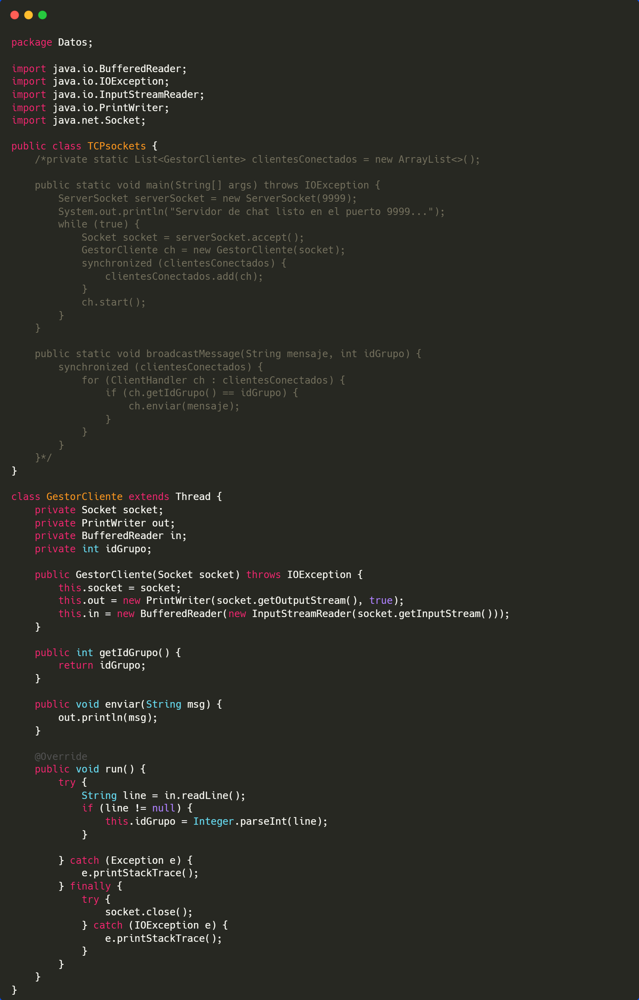 package Datos;

import java.io.BufferedReader;
import java.io.IOException;
import java.io.InputStreamReader;
import java.io.PrintWriter;
import java.net.Socket;

public class TCPsockets {
    /*private static List<GestorCliente> clientesConectados = new ArrayList<>();

    public static void main(String[] args) throws IOException {
        ServerSocket serverSocket = new ServerSocket(9999);
        System.out.println("Servidor de chat listo en el puerto 9999...");
        while (true) {
            Socket socket = serverSocket.accept();
            GestorCliente ch = new GestorCliente(socket);
            synchronized (clientesConectados) {
                clientesConectados.add(ch);
            }
            ch.start();
        }
    }

    public static void broadcastMessage(String mensaje, int idGrupo) {
        synchronized (clientesConectados) {
            for (ClientHandler ch : clientesConectados) {
                if (ch.getIdGrupo() == idGrupo) {
                    ch.enviar(mensaje);
                }
            }
        }
    }*/
}

class GestorCliente extends Thread {
    private Socket socket;
    private PrintWriter out;
    private BufferedReader in;
    private int idGrupo;

    public GestorCliente(Socket socket) throws IOException {
        this.socket = socket;
        this.out = new PrintWriter(socket.getOutputStream(), true);
        this.in = new BufferedReader(new InputStreamReader(socket.getInputStream()));
    }

    public int getIdGrupo() {
        return idGrupo;
    }

    public void enviar(String msg) {
        out.println(msg);
    }

    @Override
    public void run() {
        try {
            String line = in.readLine();
            if (line != null) {
                this.idGrupo = Integer.parseInt(line);
            }

        } catch (Exception e) {
            e.printStackTrace();
        } finally {
            try {
                socket.close();
            } catch (IOException e) {
                e.printStackTrace();
            }
        }
    }
}